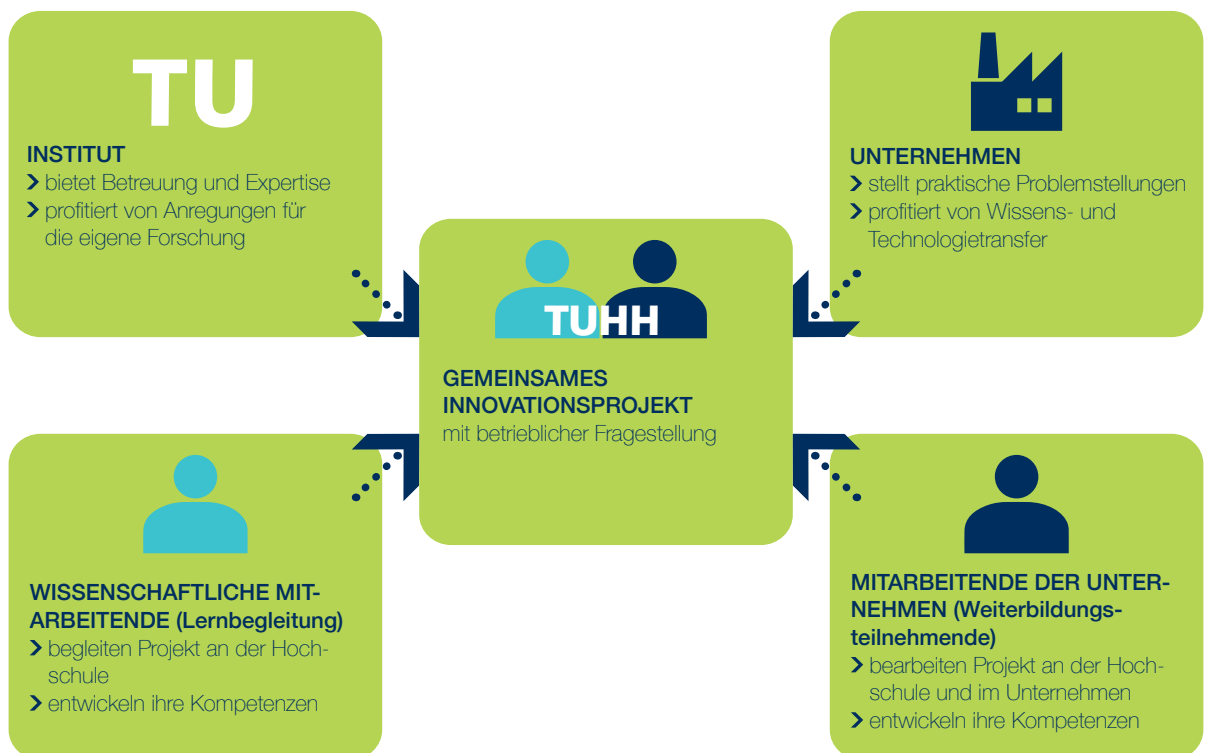 TU
INSTITUT
bietet Betreuung und Expertise
profitiert von Anregungen für
die eigene Forschung
UNTERNEHMEN
stellt praktische Problemstellungen
profitiert von Wissens- und
Technologietransfer
TUHH
GEMEINSAMES
INNOVATIONSPROJEKT
mit betrieblicher Fragestellung
WISSENSCHAFTLICHE MIT-
ARBEITENDE (Lernbegleitung)
begleiten Projekt an der Hoch-
schule
entwickeln ihre Kompetenzen
MITARBEITENDE DER UNTER-
NEHMEN (Weiterbildungs-
teilnehmende)
bearbeiten Projekt an der Hoch-
schule und im Unternehmen
entwickeln ihre Kompetenzen